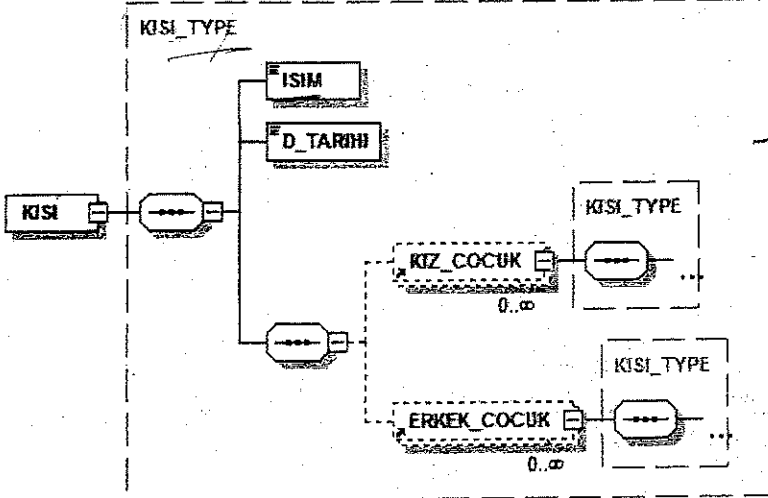 KISI_TYPE
ISIM
D_TARIHI
KISI
KISI_TYPE
KIZ_COCUK
0..∞
KISI_TYPE
ERKEK_COCUK
0..∞